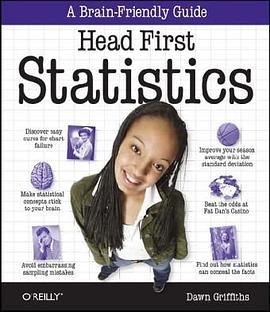 A Brain-Friendly Guide
Head First
Statistics
Discover easy
cures for chart
failure
Improve your season
average with the
standard deviation
Make statistical
concepts stick to
your brain
Beat the odds at
Fat Dan's Casino
Avoid embarrassing
sampling mistakes
Find out how statistics
can conceal the facts
O'REILLY®
Dawn Griffiths